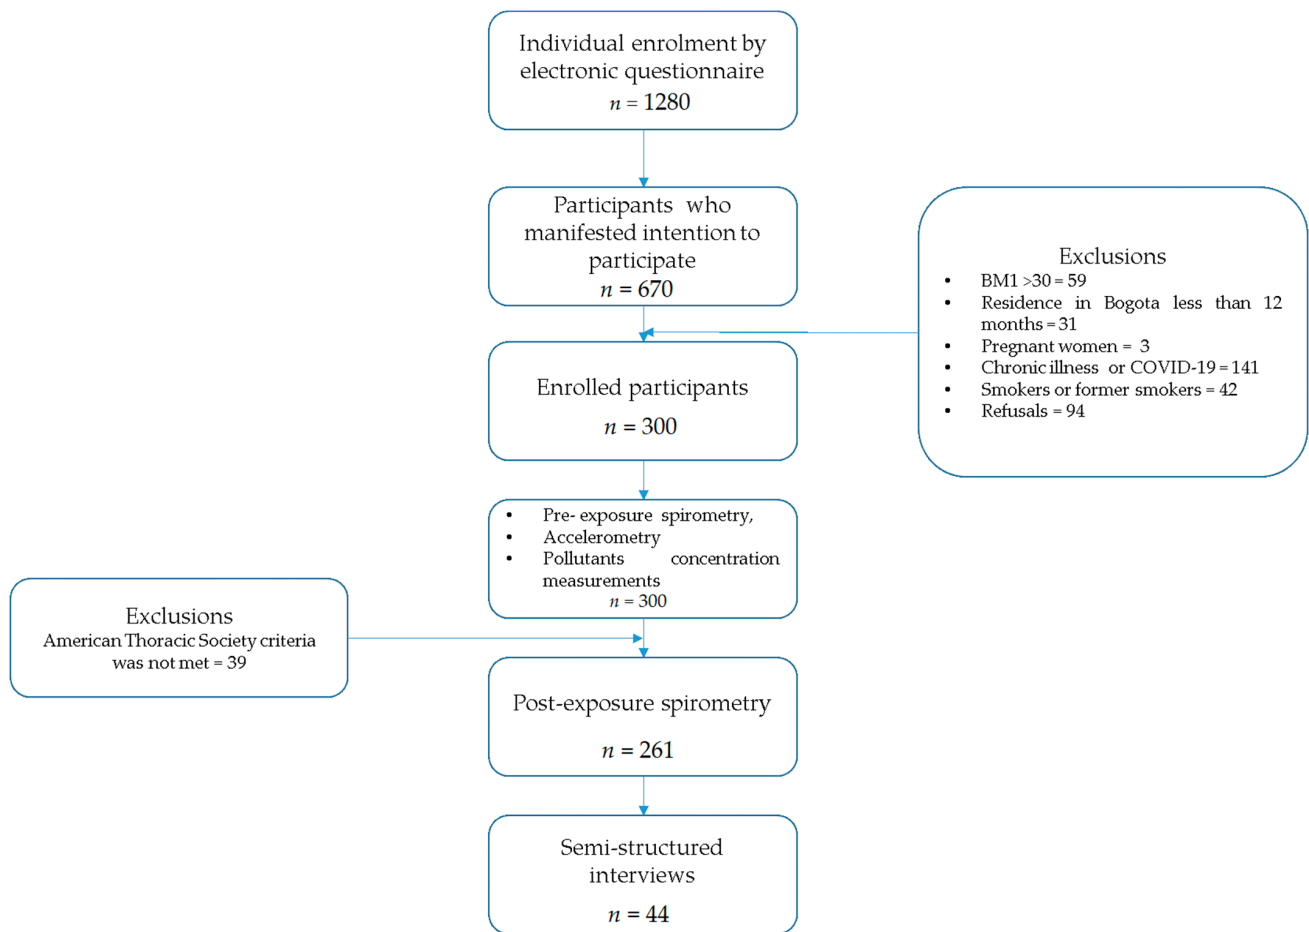 Individual enrolment by
electronic questionnaire
n = 1280
Participants who
manifested intention to
participate
n = 670
Exclusions
• BM1 >30 = 59
• Residence in Bogota less than 12
months = 31
• Pregnant women = 3
• Chronic illness or COVID-19 = 141
• Smokers or former smokers = 42
• Refusals = 94
Enrolled participants
n = 300
• Pre- exposure spirometry,
• Accelerometry
• Pollutants concentration
measurements
n = 300
Exclusions
American Thoracic Society criteria
was not met = 39
Post-exposure spirometry
n = 261
Semi-structured
interviews
n = 44